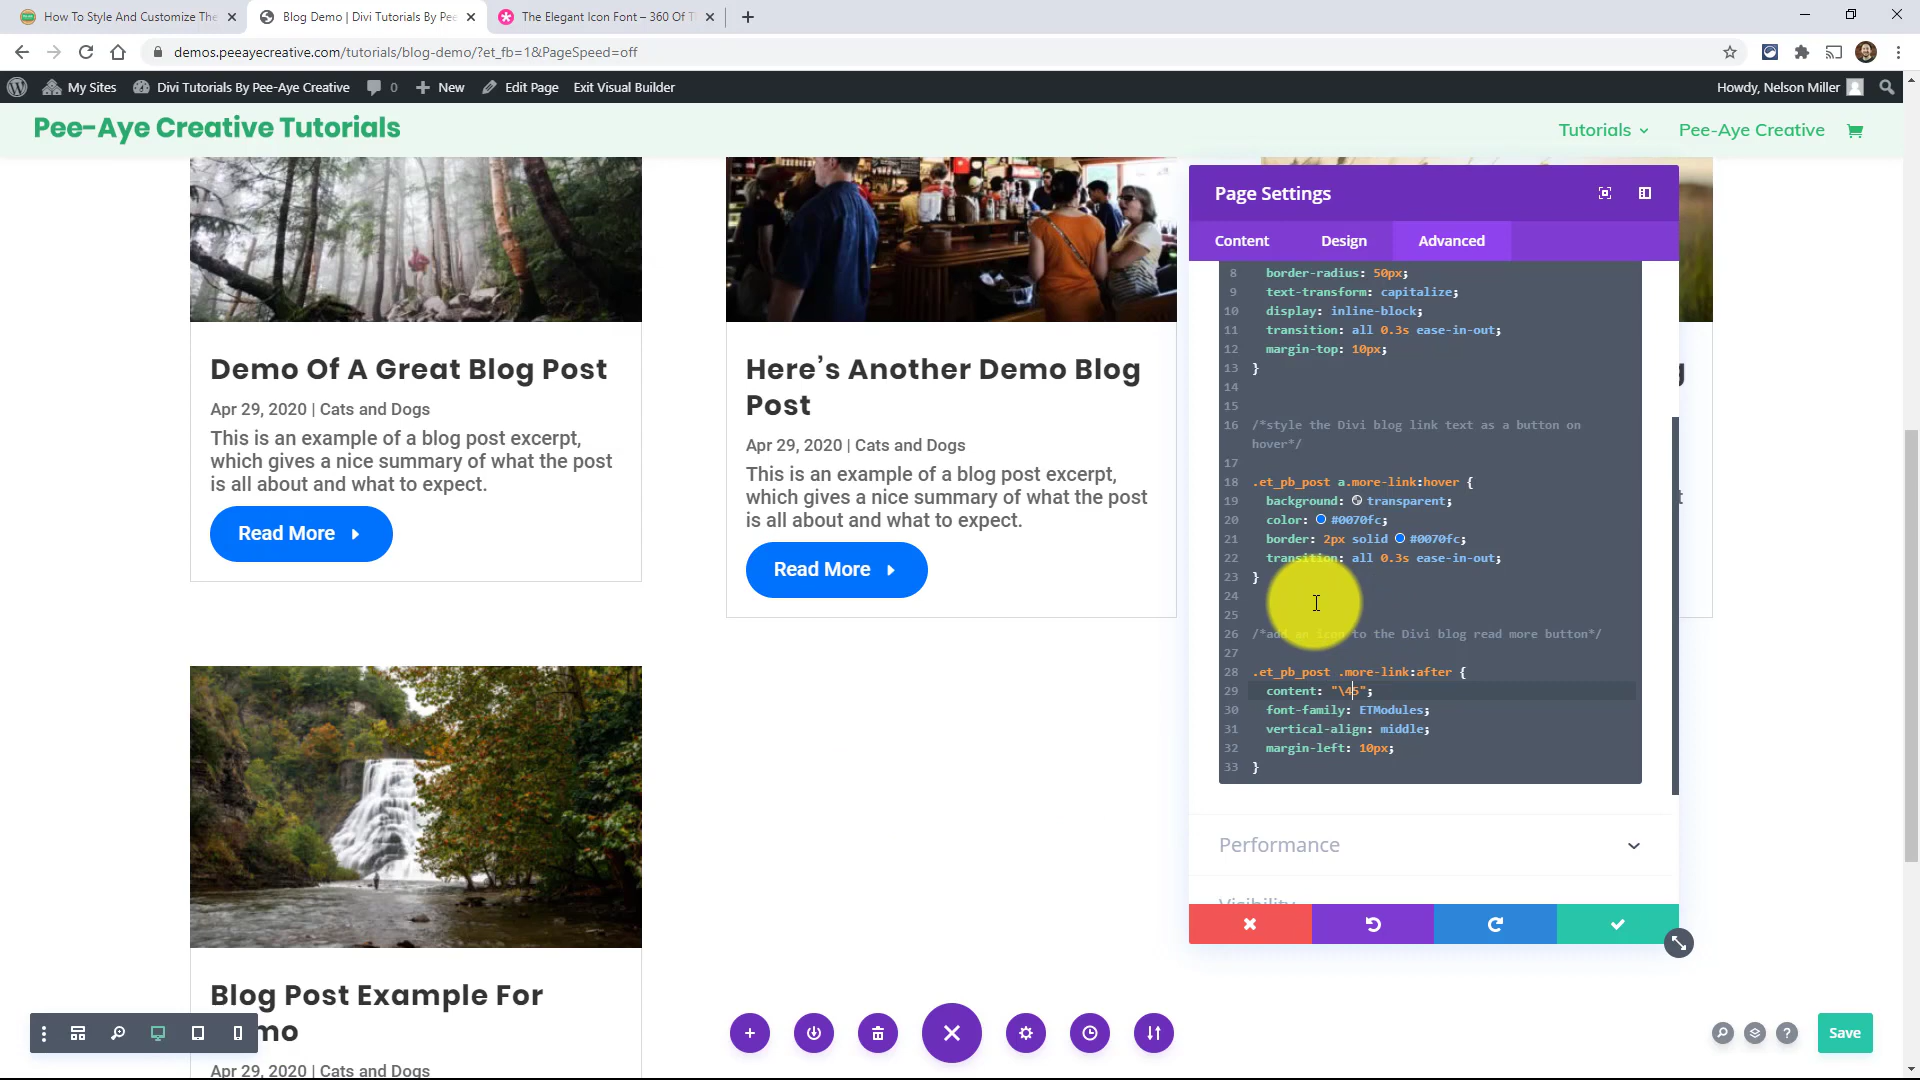 How To Style And Customize The
Blog Demo | Divi Tutorials By Pee
The Elegant Icon Font – 360 Of T
demos.peeayecreative.com/tutorials/blog-demo/?et_fb=1&PageSpeed=off
My Sites
Divi Tutorials By Pee-Aye Creative
0
New
Edit Page
Exit Visual Builder
Howdy, Nelson Miller
Pee-Aye Creative Tutorials
Tutorials
Pee-Aye Creative
Demo Of A Great Blog Post
Apr 29, 2020 | Cats and Dogs
This is an example of a blog post excerpt,
which gives a nice summary of what the post
is all about and what to expect.
Read More
Here’s Another Demo Blog
Post
Apr 29, 2020 | Cats and Dogs
This is an example of a blog post excerpt,
which gives a nice summary of what the post
is all about and what to expect.
Read More
Blog Post Example For
mo
Apr 29, 2020 | Cats and Dogs
Page Settings
Content
Design
Advanced
8 border-radius: 50px;
9 text-transform: capitalize;
10 display: inline-block;
11 transition: all 0.3s ease-in-out;
12 margin-top: 10px;
13 }
14
15
16 /*style the Divi blog link text as a button on
hover*/
17
18 .et_pb_post a.more-link:hover {
19 background: transparent;
20 color: #0070fc;
21 border: 2px solid #0070fc;
22 transition: all 0.3s ease-in-out;
23 }
24
25
26 /*add an icon to the Divi blog read more button*/
27
28 .et_pb_post .more-link:after {
29 content: "\45";
30 font-family: ETModules;
31 vertical-align: middle;
32 margin-left: 10px;
33 }
Performance
Visibility
Save